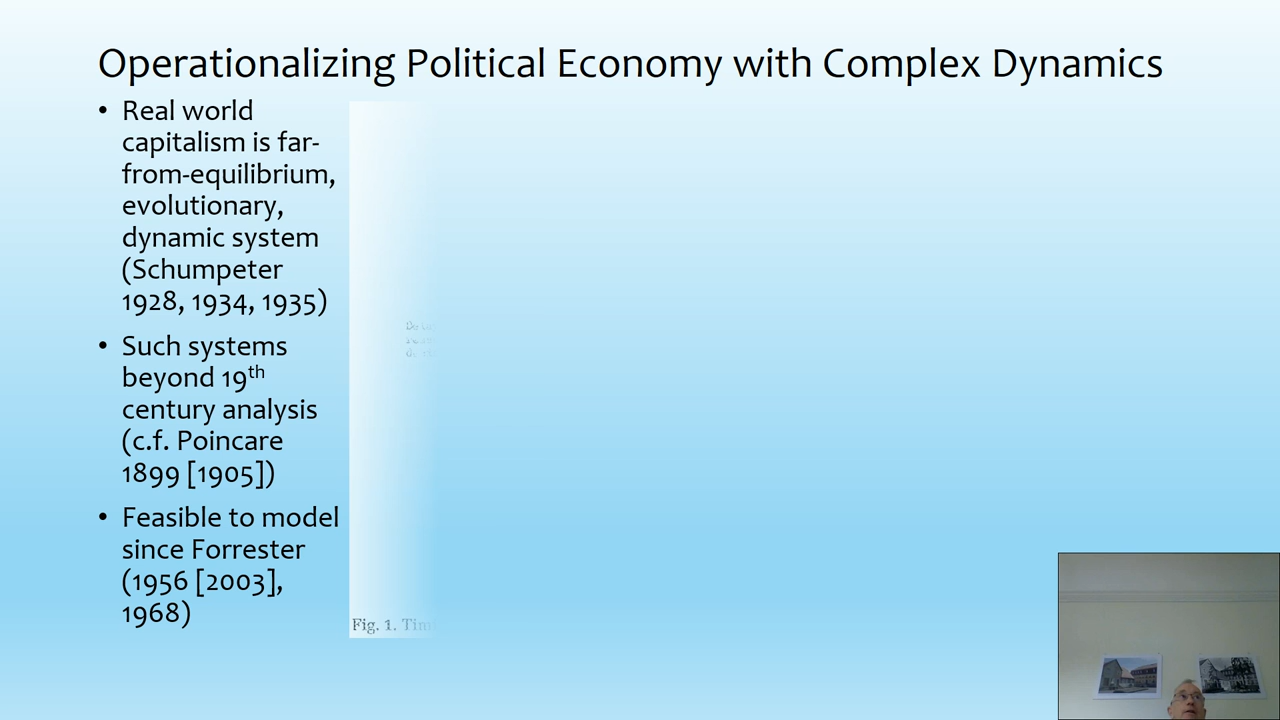 Operationalizing Political Economy with Complex Dynamics
• Real world
capitalism is far-
from-equilibrium,
evolutionary,
dynamic system
(Schumpeter
1928, 1934, 1935)
• Such systems
beyond 19th
century analysis
(c.f. Poincare
1899 [1905])
• Feasible to model
since Forrester
(1956 [2003],
1968)
Fig. 1. Tim